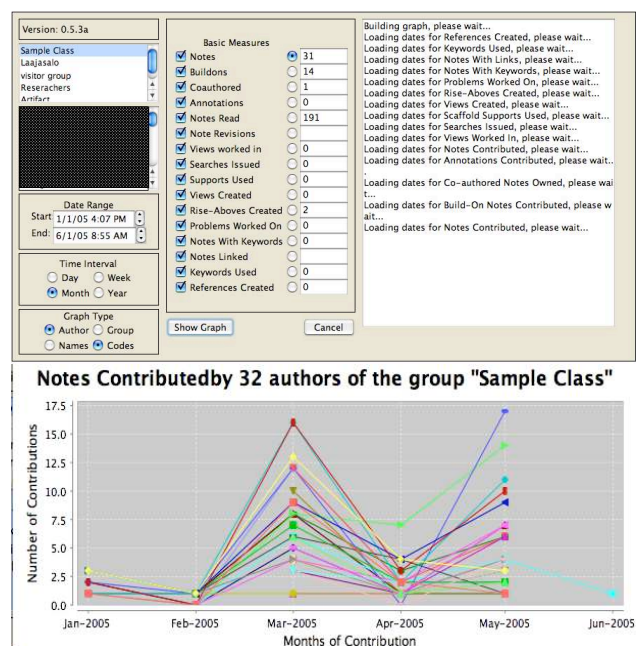 Version: 0.5.3a
Sample Class
Laajasalo
visitor group
Reserachers
Artifact
Date Range
Start: 1/1/05 4:07 PM
End: 6/1/05 8:55 AM
Time Interval
Day Week
Month Year
Graph Type
Author Group
Names Codes
Basic Measures
Notes 31
Buildons 14
Coauthored 1
Annotations 0
Notes Read 191
Note Revisions
Views worked in 0
Searches Issued 0
Supports Used 0
Views Created 0
Rise-Aboves Created 2
Problems Worked On 0
Notes With Keywords 0
Notes Linked
Keywords Used 0
References Created 0
Show Graph Cancel
Building graph, please wait...
Loading dates for References Created, please wait...
Loading dates for Keywords Used, please wait...
Loading dates for Notes With Links, please wait...
Loading dates for Notes With Keywords, please wait...
Loading dates for Problems Worked On, please wait...
Loading dates for Rise-Aboves Created, please wait...
Loading dates for Views Created, please wait...
Loading dates for Scaffold Supports Used, please wait...
Loading dates for Searches Issued, please wait...
Loading dates for Views Worked In, please wait...
Loading dates for Notes Contributed, please wait...
Loading dates for Annotations Contributed, please wait..
.
Loading dates for Co-authored Notes Owned, please wai
t...
Loading dates for Build-On Notes Contributed, please w
ait...
Loading dates for Notes Contributed, please wait...
Notes Contributedby 32 authors of the group "Sample Class"
Number of Contributions
17.5
15.0
12.5
10.0
7.5
5.0
2.5
0.0
Jan-2005 Feb-2005 Mar-2005 Apr-2005 May-2005 Jun-2005
Months of Contribution